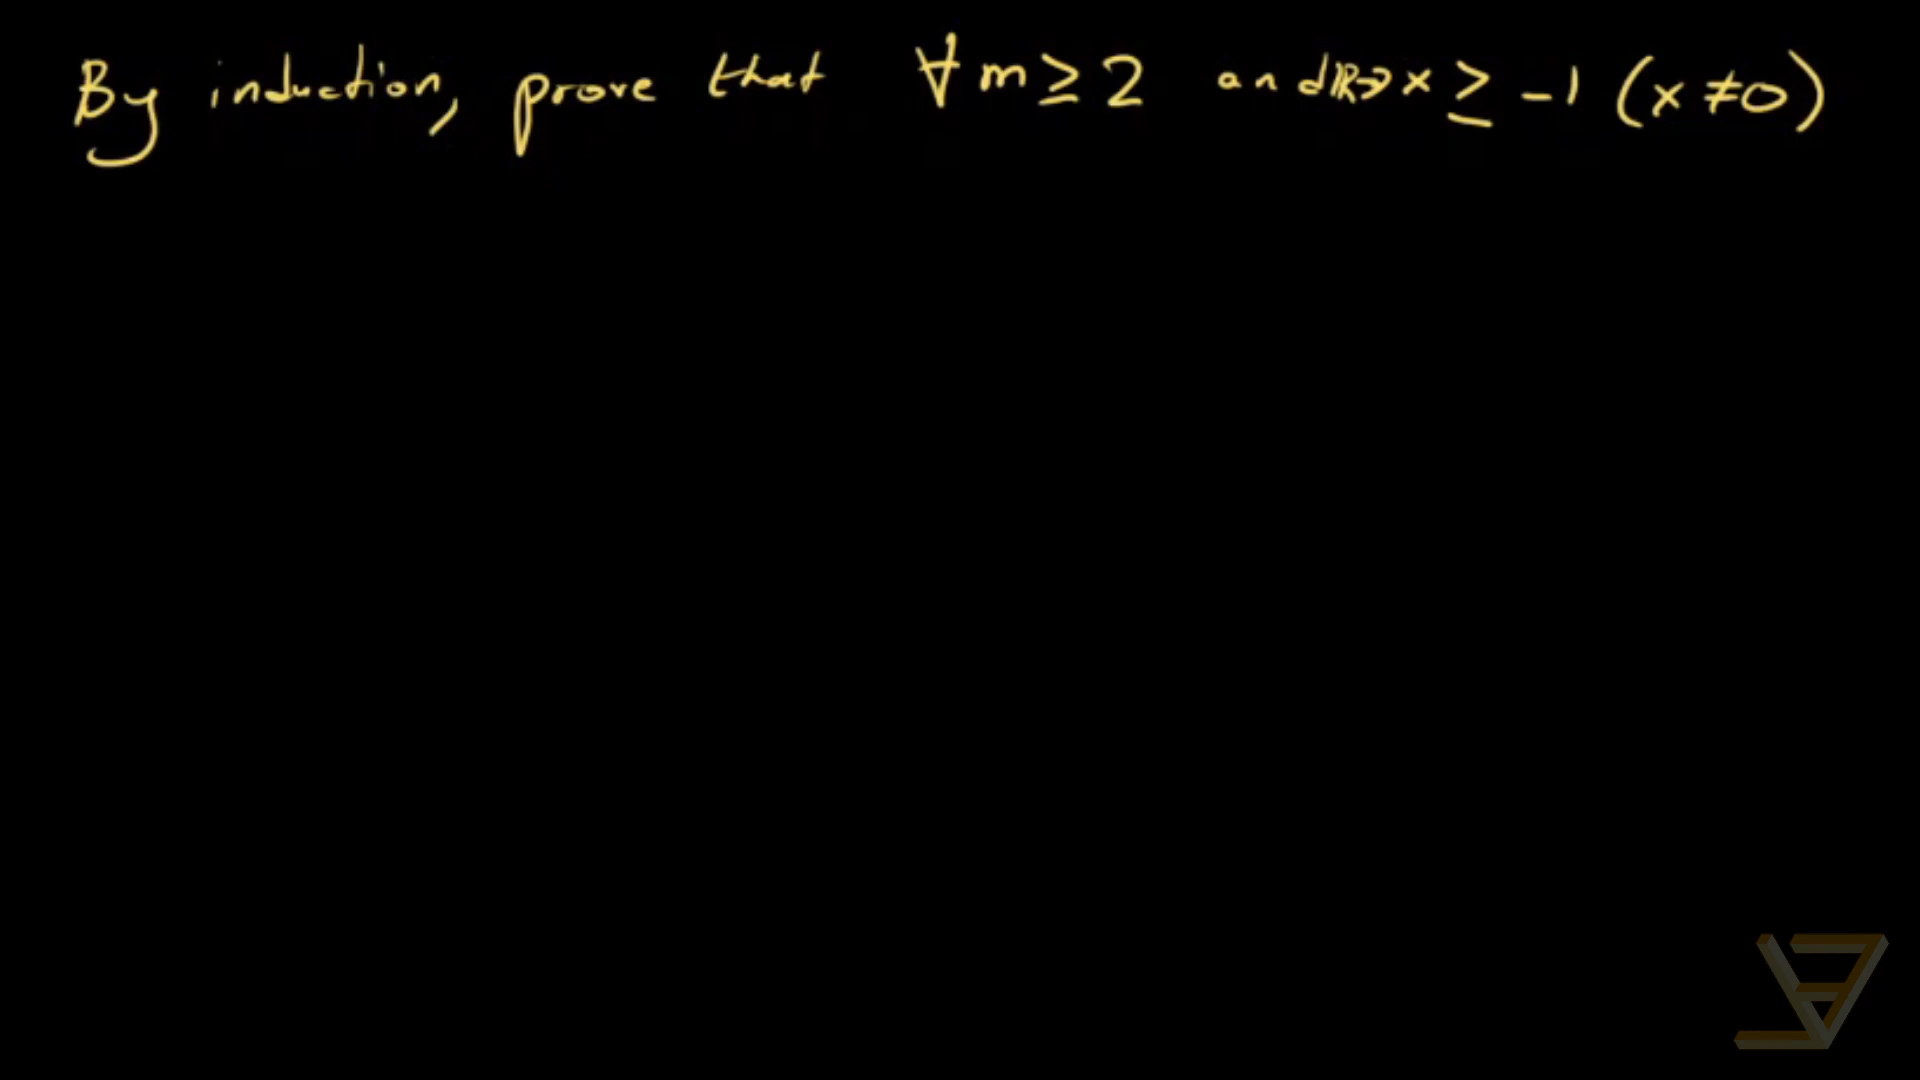 By induction, prove that ∀ m ≥ 2 and ℝ∋x ≥ -1 (x ≠ 0)